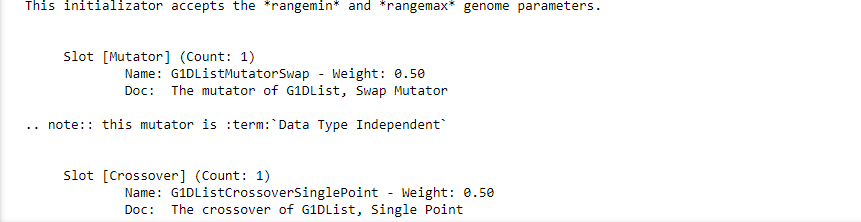 This initializator accepts the *rangemin* and *rangemax* genome parameters.
Slot [Mutator] (Count: 1)
Name: G1DListMutatorSwap - Weight: 0.50
Doc: The mutator of G1DList, Swap Mutator
.. note:: this mutator is :term:`Data Type Independent`
Slot [Crossover] (Count: 1)
Name: G1DListCrossoverSinglePoint - Weight: 0.50
Doc: The crossover of G1DList, Single Point